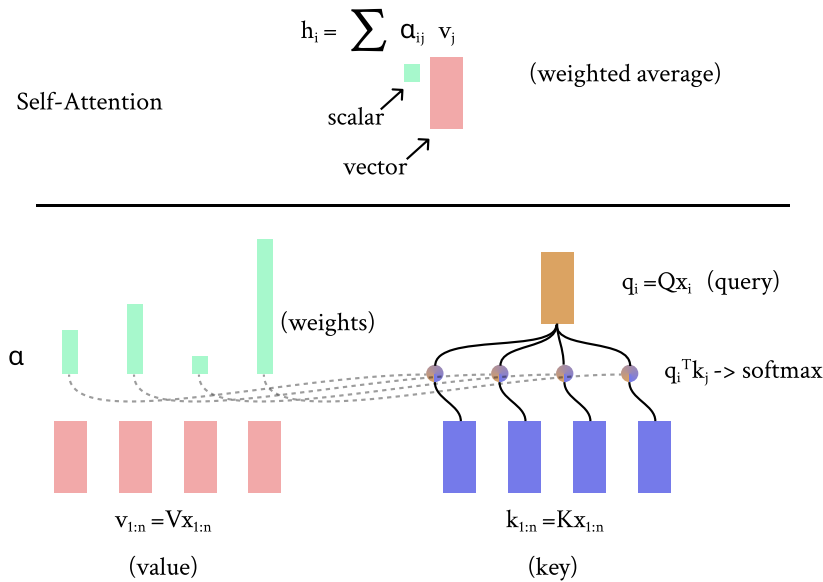 hᵢ = ∑ αᵢⱼ vⱼ
(weighted average)
Self-Attention
scalar
vector
qᵢ =Qxᵢ (query)
(weights)
α
qᵢᵀkⱼ -> softmax
v₁:ₙ =Vx₁:ₙ
k₁:ₙ =Kx₁:ₙ
(value)
(key)